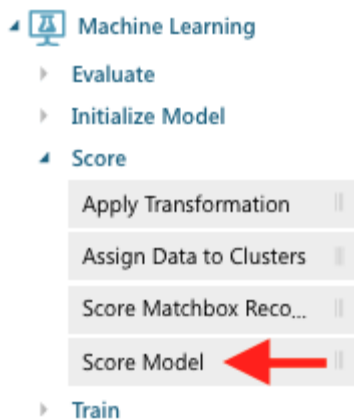 Machine Learning
Evaluate
Initialize Model
Score
Apply Transformation
Assign Data to Clusters
Score Matchbox Reco...
Score Model
Train